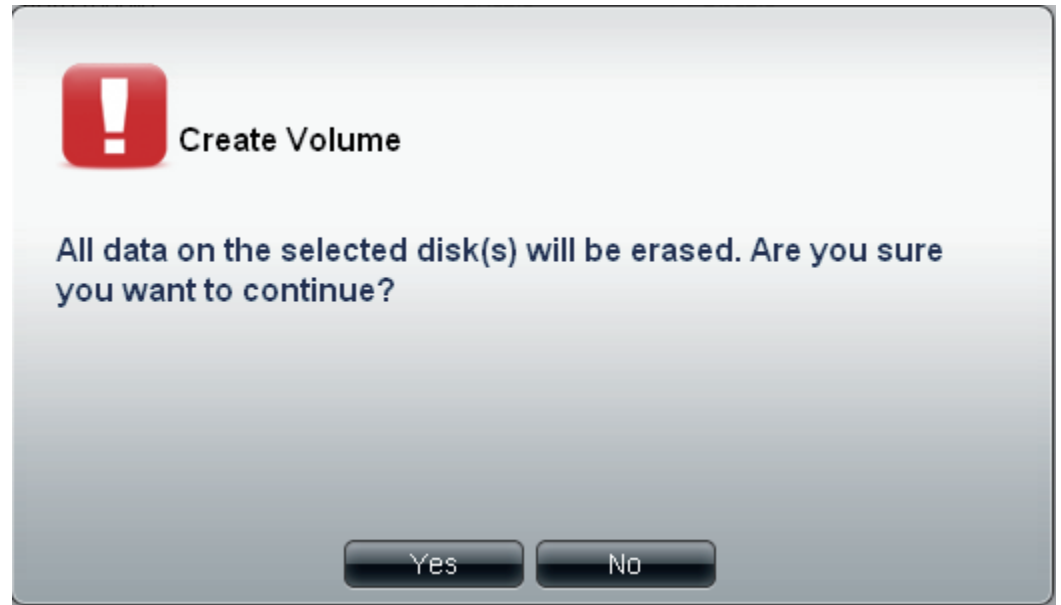 Create Volume
All data on the selected disk(s) will be erased. Are you sure
you want to continue?
Yes
No